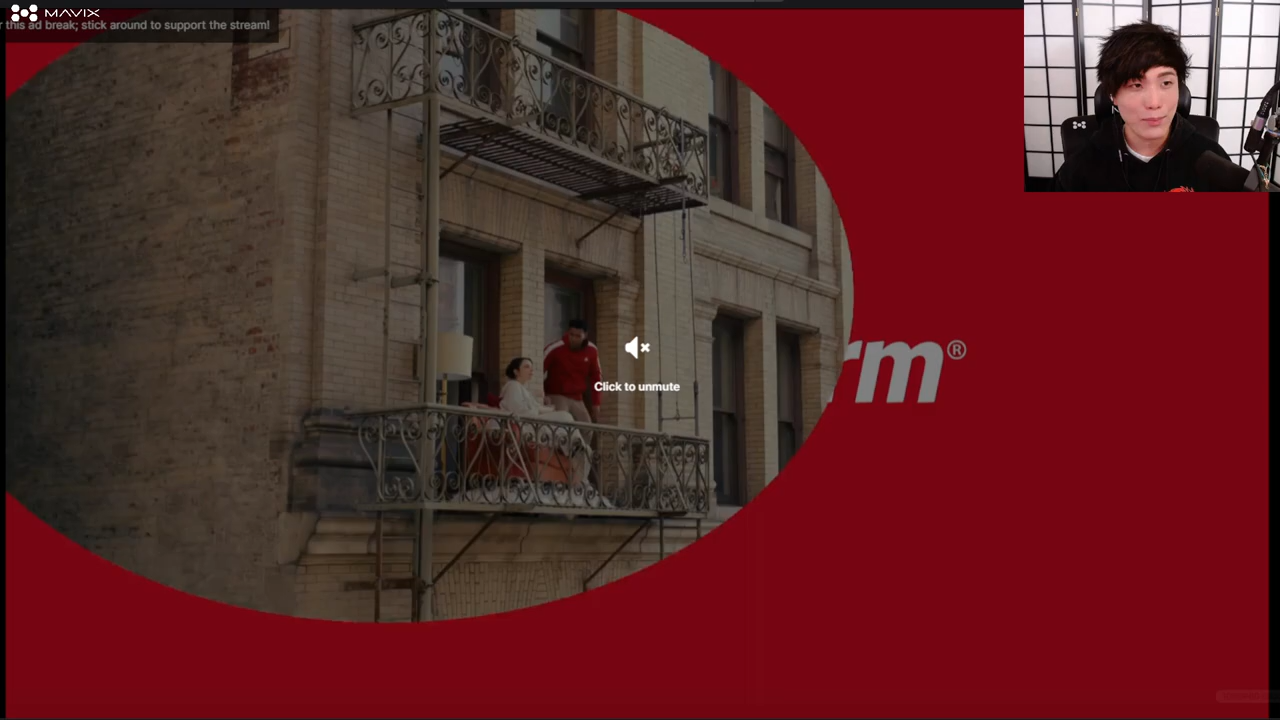 MAVIX
r this ad break; stick around to support the stream!
Click to unmute
rm®